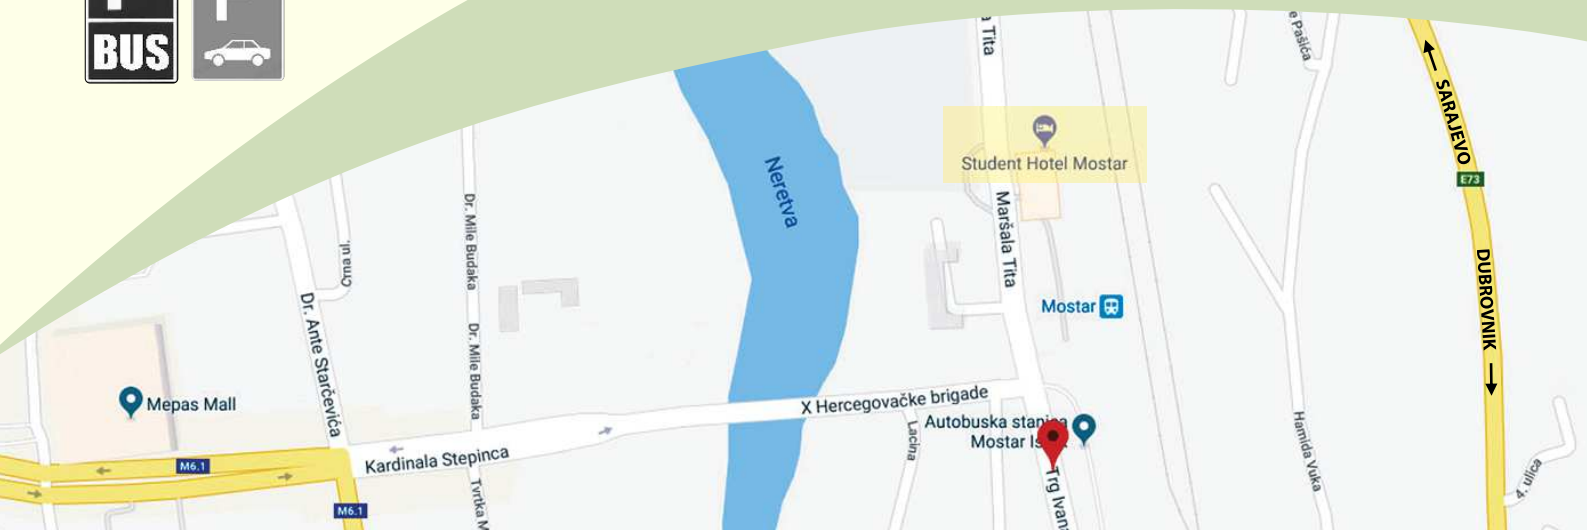 BUS
a Tita
e Pašića
SARAJEVO
Student Hotel Mostar
E73
Neretva
Dr. Mile Budaka
Maršala Tita
Crna ul.
DUBROVNIK
Mostar
Dr. Ante Starčevića
Dr. Mile Budaka
Mepas Mall
X Hercegovačke brigade
Autobuska stanica
Mostar Is
Lacina
Hamida Vuka
Kardinala Stepinca
M6.1
M6.1
Tvrtka M
Trg Ivan
4. ulica